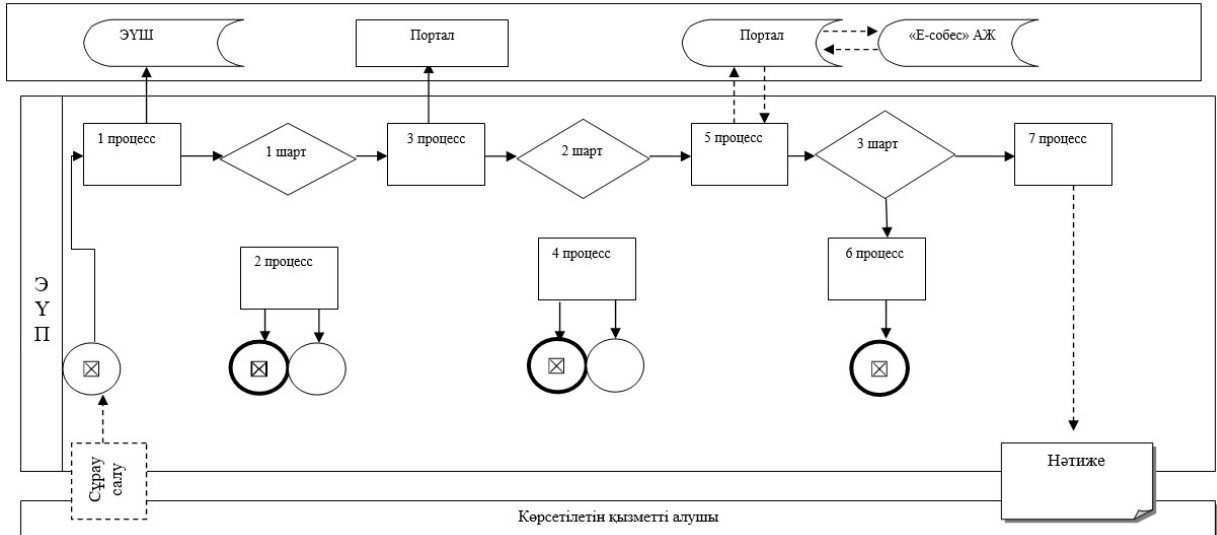 ЭҮШ
Портал
Портал
«Е-собес» АЖ
1 процесс
1 шарт
3 процесс
2 шарт
5 процесс
3 шарт
7 процесс
2 процесс
4 процесс
6 процесс
Э
Ү
П
Сұрау
салу
Нәтиже
Көрсетілетін қызметті алушы